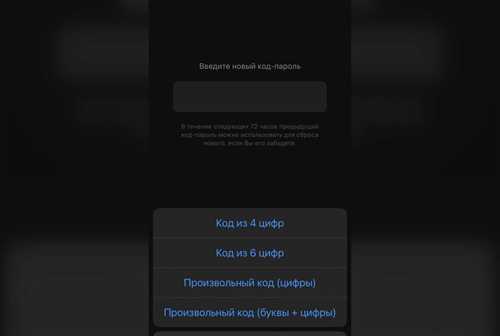 Введите новый код-пароль
В течение следующих 72 часов предыдущий
код-пароль можно использовать для сброса
нового, если Вы его забудете.
Код из 4 цифр
Код из 6 цифр
Произвольный код (цифры)
Произвольный код (буквы + цифры)